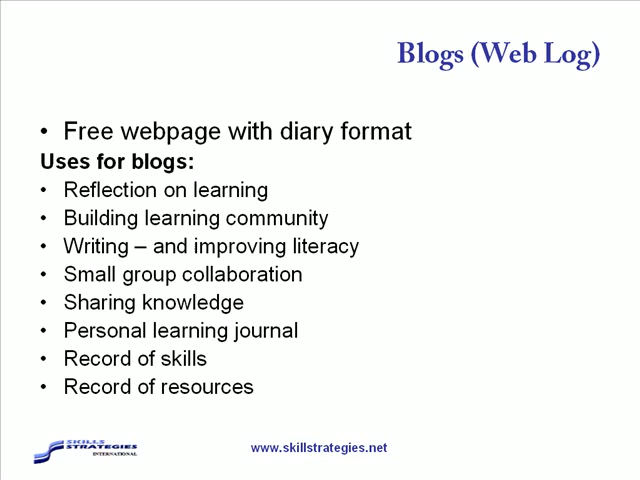 Blogs (Web Log)
• Free webpage with diary format
Uses for blogs:
• Reflection on learning
• Building learning community
• Writing – and improving literacy
• Small group collaboration
• Sharing knowledge
• Personal learning journal
• Record of skills
• Record of resources
SKILLS
STRATEGIES
INTERNATIONAL
www.skillstrategies.net